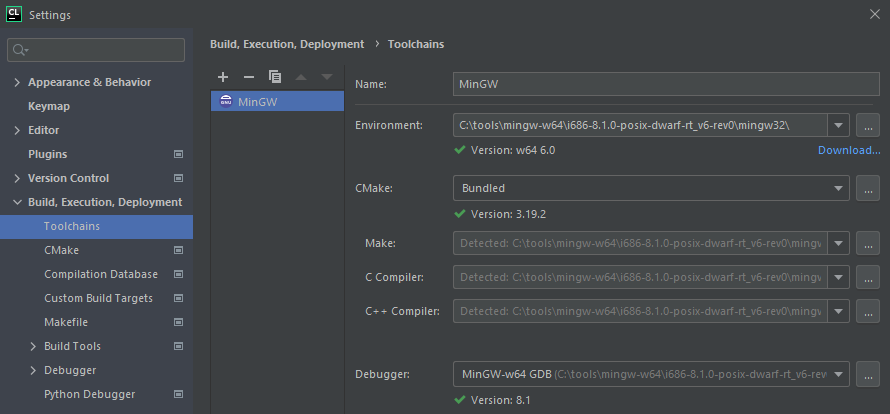 CL Settings
Build, Execution, Deployment › Toolchains
Appearance & Behavior
Keymap
Editor
Plugins
Version Control
Build, Execution, Deployment
Toolchains
CMake
Compilation Database
Custom Build Targets
Makefile
Build Tools
Debugger
Python Debugger
GNU MinGW
Name: MinGW
Environment: C:\tools\mingw-w64\i686-8.1.0-posix-dwarf-rt_v6-rev0\mingw32\ ...
Version: w64 6.0 Download...
CMake: Bundled ...
Version: 3.19.2
Make: Detected: C:\tools\mingw-w64\i686-8.1.0-posix-dwarf-rt_v6-rev0\mingw ...
C Compiler: Detected: C:\tools\mingw-w64\i686-8.1.0-posix-dwarf-rt_v6-rev0\mingw ...
C++ Compiler: Detected: C:\tools\mingw-w64\i686-8.1.0-posix-dwarf-rt_v6-rev0\mingw ...
Debugger: MinGW-w64 GDB (C:\tools\mingw-w64\i686-8.1.0-posix-dwarf-rt_v6-rev ...
Version: 8.1